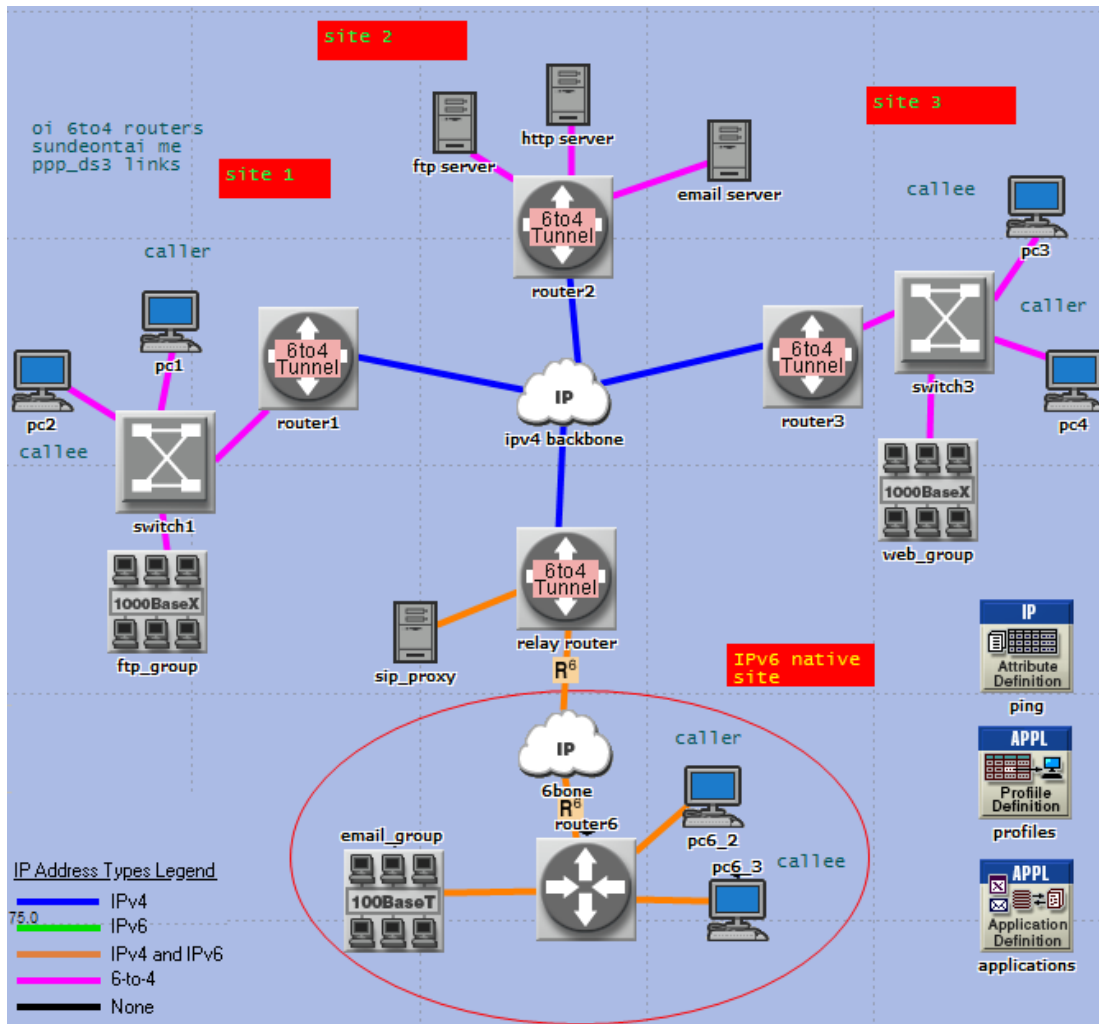 site 2
site 3
oi 6to4 routers
sundeontai me
ppp_ds3 links
site 1
http server
ftp server
email server
callee
6to4
Tunnel
router2
pc3
caller
pc1
pc2
callee
6to4
Tunnel
router1
IP
ipv4 backbone
6to4
Tunnel
router3
caller
switch3
pc4
switch1
1000BaseX
ftp_group
1000BaseX
web_group
6to4
Tunnel
relay router
sip_proxy
R6
IPv6 native
site
IP
Attribute
Definition
ping
IP
6bone
R6
router6
caller
pc6_2
pc6_3
callee
email_group
100BaseT
APPL
Profiile
Definition
profiles
APPL
Application
Definition
applications
IP Address Types Legend
IPv4
75.0
IPv6
IPv4 and IPv6
6-to-4
None